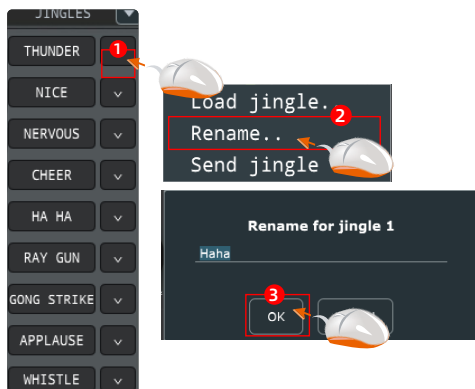 JINGLES
THUNDER
1
NICE
NERVOUS
CHEER
HA HA
RAY GUN
GONG STRIKE
APPLAUSE
WHISTLE
Load jingle.
2
Rename..
Send jingle
Rename for jingle 1
Haha
3
OK